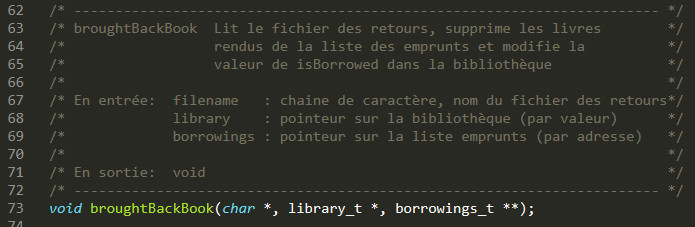 62 /* ---------------------------------------------------------------------- */
63 /* broughtBackBook  Lit le fichier des retours, supprime les livres        */
64 /*                  rendus de la liste des emprunts et modifie la          */
65 /*                  valeur de isBorrowed dans la bibliothèque              */
66 /*                                                                         */
67 /* En entrée:  filename   : chaine de caractère, nom du fichier des retours*/
68 /*             library    : pointeur sur la bibliothèque (par valeur)      */
69 /*             borrowings : pointeur sur la liste emprunts (par adresse)   */
70 /*                                                                         */
71 /* En sortie:  void                                                        */
72 /* ---------------------------------------------------------------------- */
73 void broughtBackBook(char *, library_t *, borrowings_t **);
74